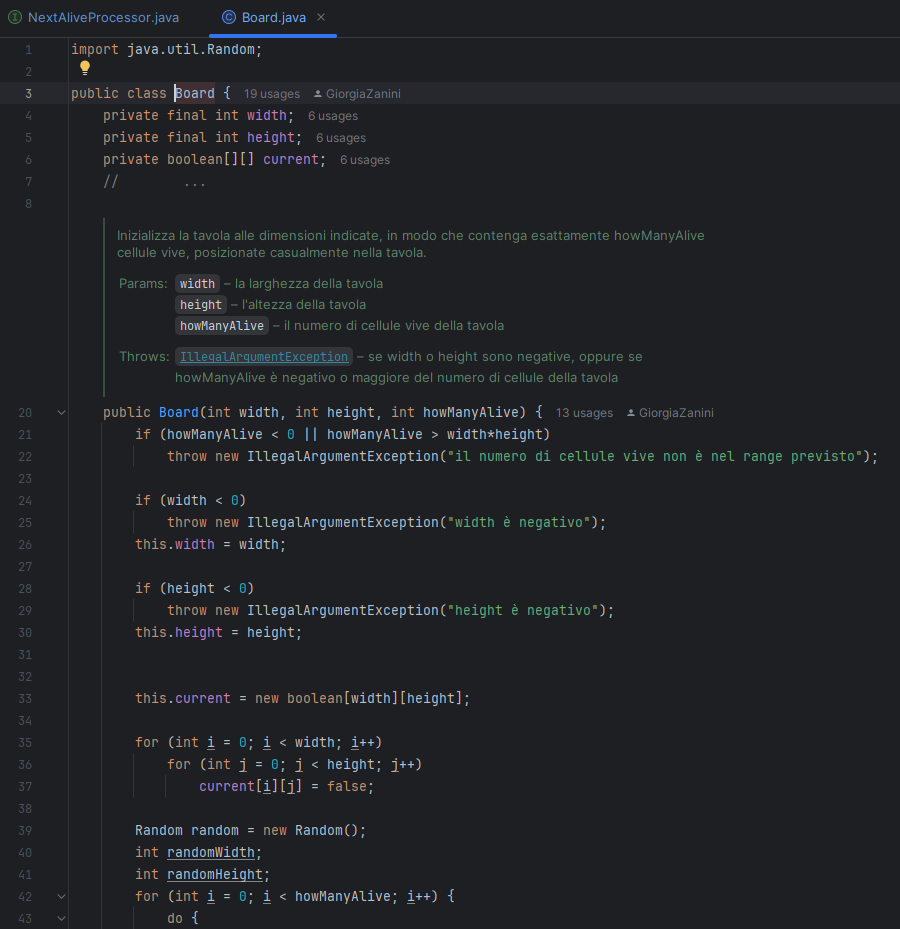 NextAliveProcessor.java Board.java
1 import java.util.Random;
2
3 public class Board { 19 usages GiorgiaZanini
4 private final int width; 6 usages
5 private final int height; 6 usages
6 private boolean[][] current; 6 usages
7 // ...
8
Inizializza la tavola alle dimensioni indicate, in modo che contenga esattamente howManyAlive
cellule vive, posizionate casualmente nella tavola.
Params: width – la larghezza della tavola
height – l'altezza della tavola
howManyAlive – il numero di cellule vive della tavola
Throws: IllegalArgumentException – se width o height sono negative, oppure se
howManyAlive è negativo o maggiore del numero di cellule della tavola
20 public Board(int width, int height, int howManyAlive) { 13 usages GiorgiaZanini
21 if (howManyAlive < 0 || howManyAlive > width*height)
22 throw new IllegalArgumentException("il numero di cellule vive non è nel range previsto");
23
24 if (width < 0)
25 throw new IllegalArgumentException("width è negativo");
26 this.width = width;
27
28 if (height < 0)
29 throw new IllegalArgumentException("height è negativo");
30 this.height = height;
31
32
33 this.current = new boolean[width][height];
34
35 for (int i = 0; i < width; i++)
36 for (int j = 0; j < height; j++)
37 current[i][j] = false;
38
39 Random random = new Random();
40 int randomWidth;
41 int randomHeight;
42 for (int i = 0; i < howManyAlive; i++) {
43 do {